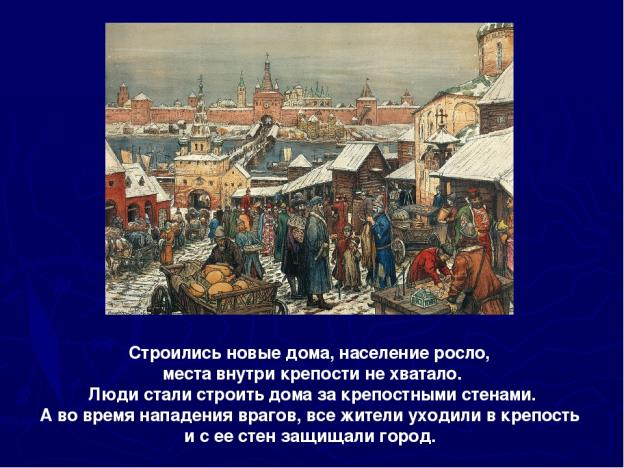 Строились новые дома, население росло,
места внутри крепости не хватало.
Люди стали строить дома за крепостными стенами.
А во время нападения врагов, все жители уходили в крепость
и с ее стен защищали город.